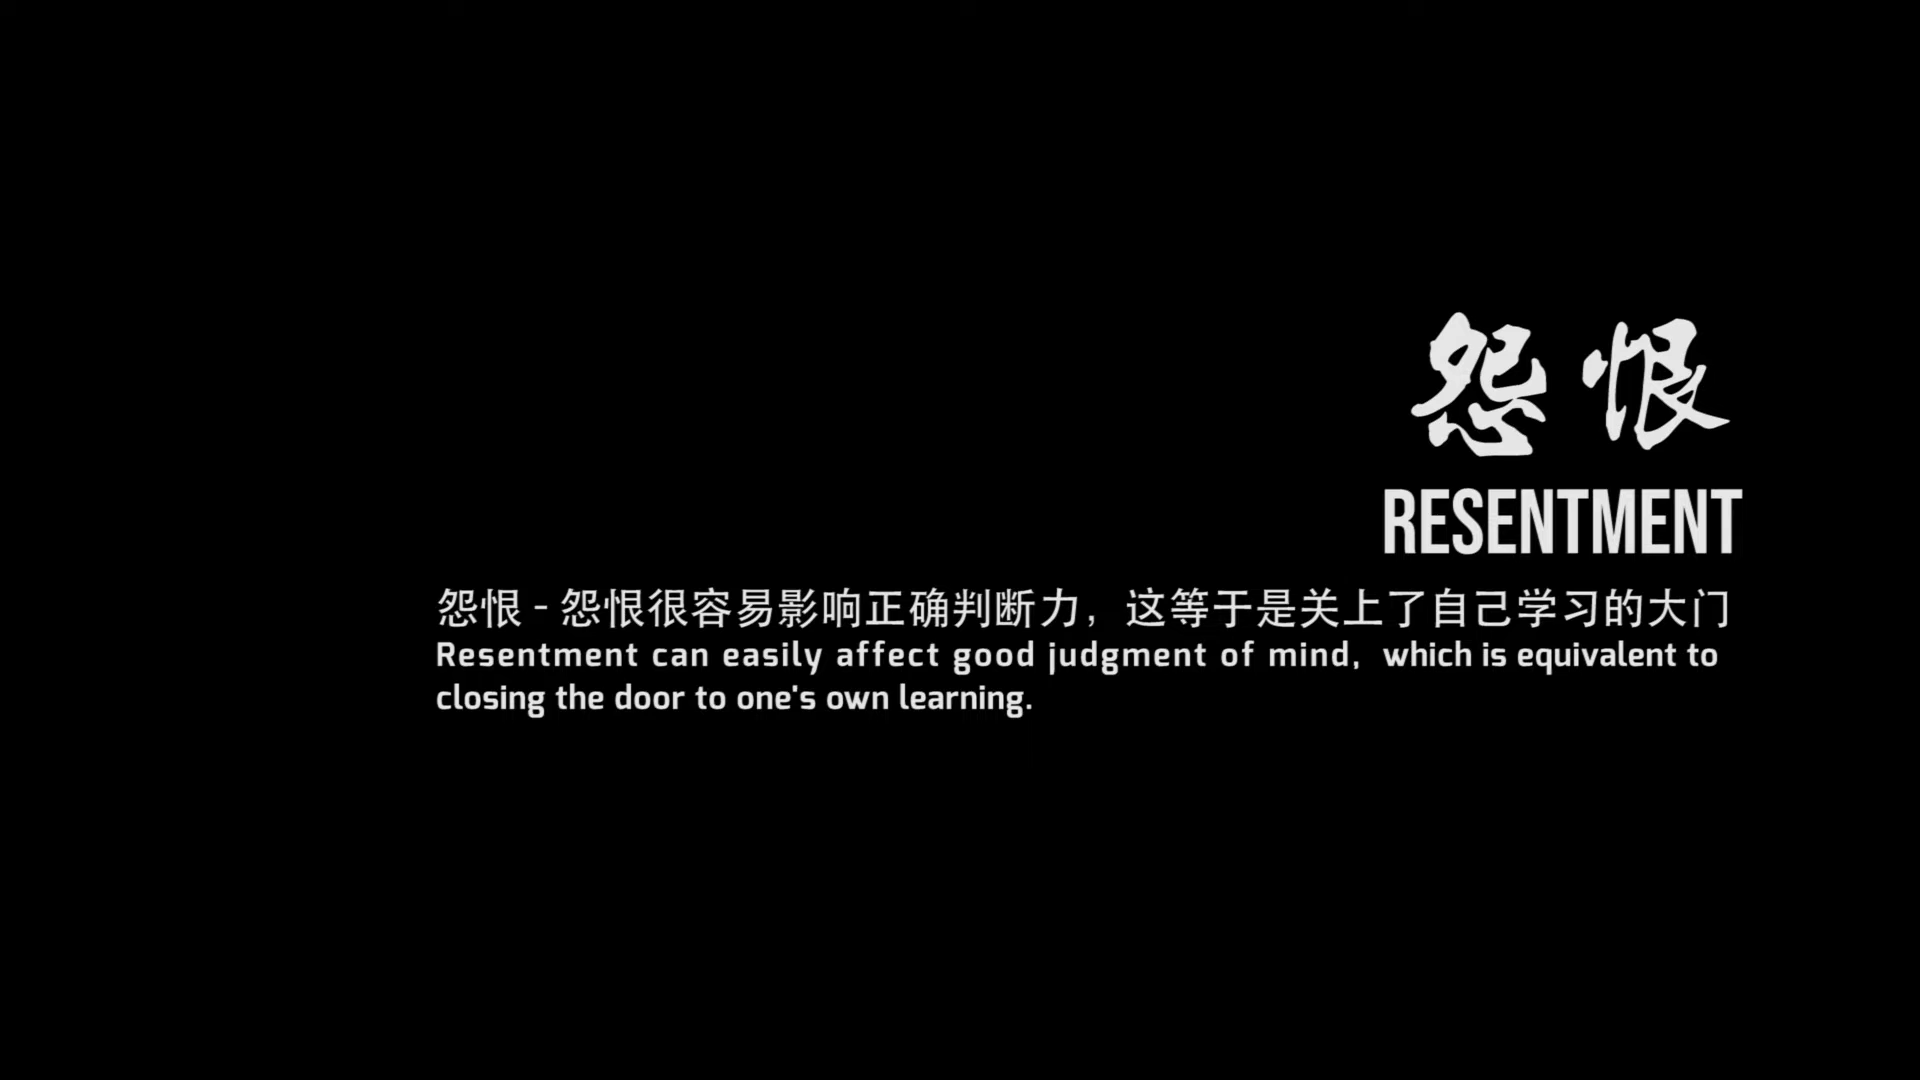 怨恨
RESENTMENT
怨恨 - 怨恨很容易影响正确判断力，这等于是关上了自己学习的大门
Resentment can easily affect good judgment of mind, which is equivalent to
closing the door to one's own learning.